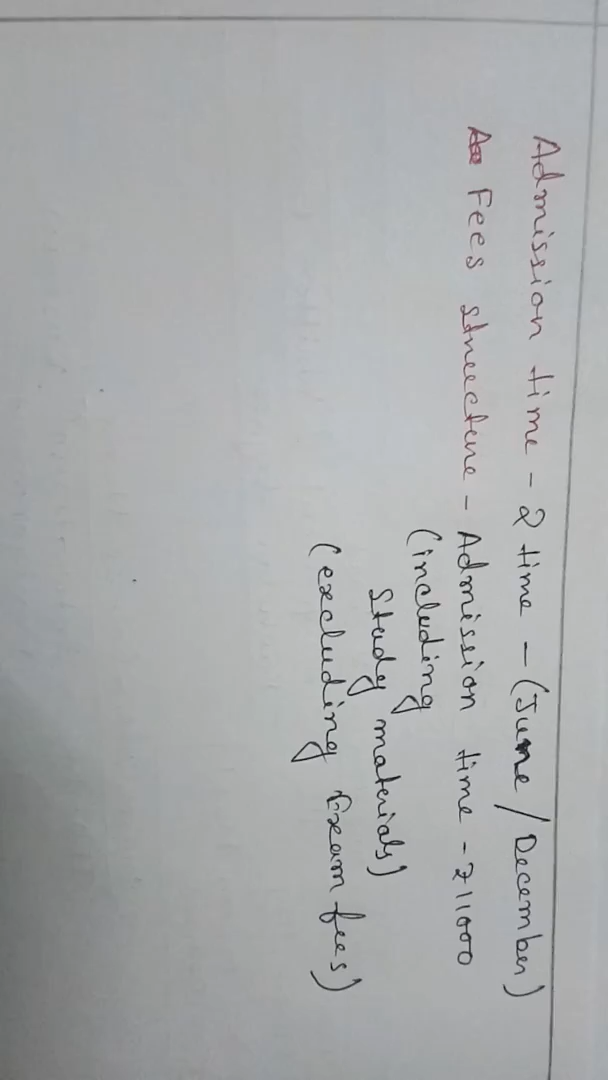 Admission time - 2 time - (June / December)
Fees structure - Admission time - ₹11000
(including
Study materials)
(excluding Exam fees)